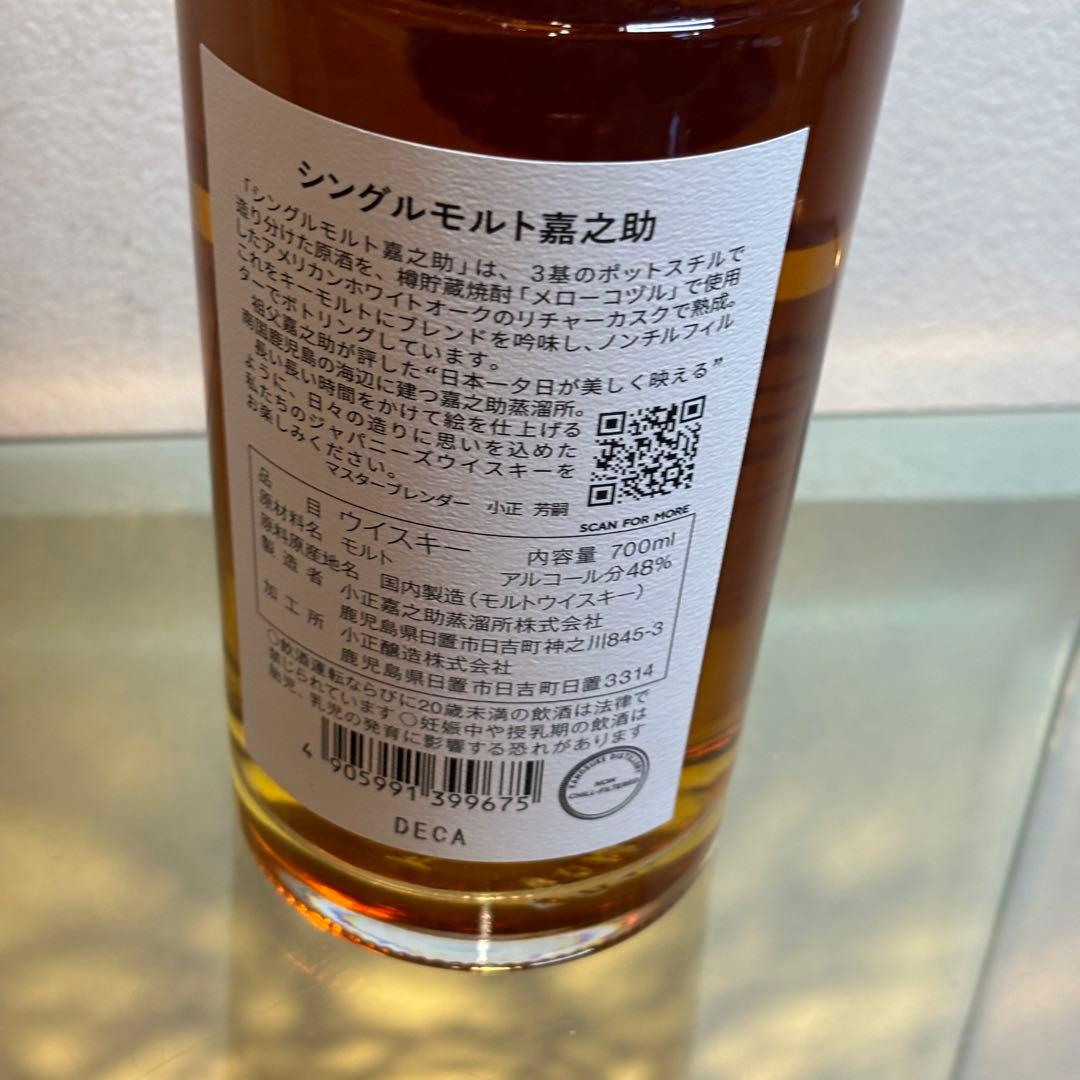 シングルモルト嘉之助
「シングルモルト嘉之助」は、3基のポットスチルで
造り分けた原酒を、樽貯蔵焼酎「メローコヅル」で使用
したアメリカンホワイトオークのリチャーカスクで熟成。
これをキーモルトにブレンドを吟味し、ノンチルフィル
ターでボトリングしています。
祖父嘉之助が評した“日本一夕日が美しく映える”
南国鹿児島の海辺に建つ嘉之助蒸溜所。
長い長い時間をかけて絵を仕上げる
ように、日々の造りに思いを込めた
私たちのジャパニーズウイスキーを
お楽しみください。
マスターブレンダー 小正 芳嗣
SCAN FOR MORE
品目 ウイスキー 内容量 700ml
原材料名 モルト アルコール分48%
原料原産地名 国内製造(モルトウイスキー)
製造者 小正嘉之助蒸溜所株式会社
鹿児島県日置市日吉町神之川845-3
加工所 小正醸造株式会社
鹿児島県日置市日吉町日置3314
○飲酒運転ならびに20歳未満の飲酒は法律で
禁じられています ○妊娠中や授乳期の飲酒は
胎児、乳児の発育に影響する恐れがあります
4 905991 399675
KANOSUKE DISTILLERY
NON
CHILL-FILTERED
DECA